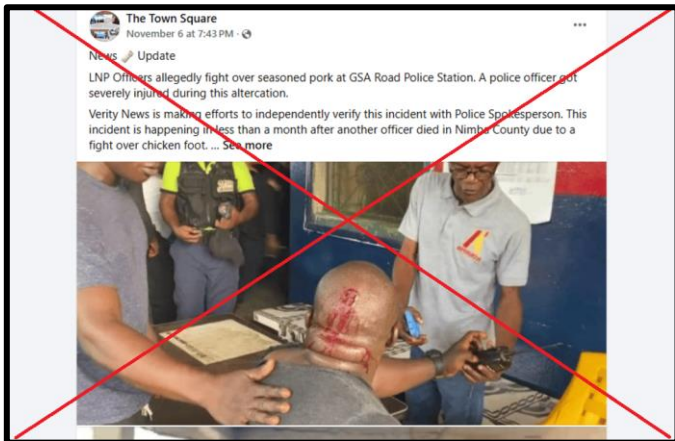 The Town Square
November 6 at 7:43 PM ·
News Update
LNP Officers allegedly fight over seasoned pork at GSA Road Police Station. A police officer got
severely injured during this altercation.
Verity News is making efforts to independently verify this incident with Police Spokesperson. This
incident is happening in less than a month after another officer died in Nimba County due to a
fight over chicken foot. ... See more